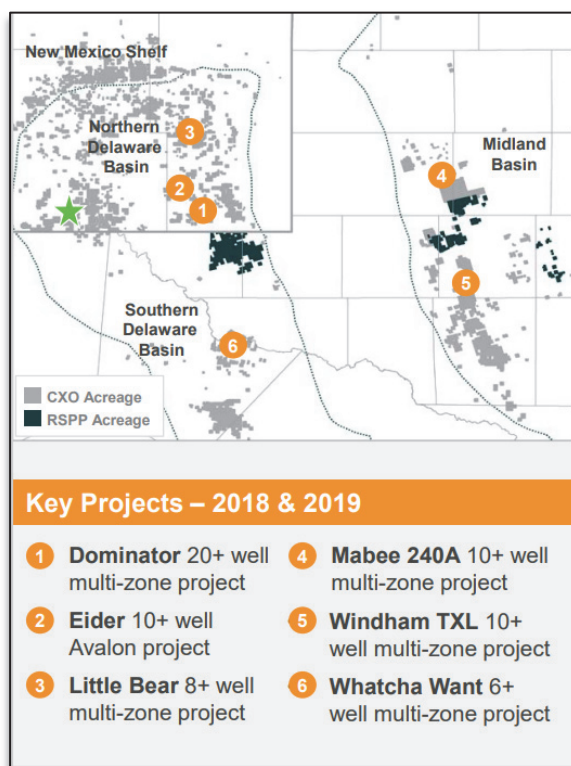 New Mexico Shelf
Northern
Delaware
Basin
3
2
1
Midland
Basin
4
5
Southern
Delaware
Basin
6
CXO Acreage
RSPP Acreage
Key Projects – 2018 & 2019
1 Dominator 20+ well
multi-zone project
2 Eider 10+ well
Avalon project
3 Little Bear 8+ well
multi-zone project
4 Mabee 240A 10+ well
multi-zone project
5 Windham TXL 10+
well multi-zone project
6 Whatcha Want 6+
well multi-zone project